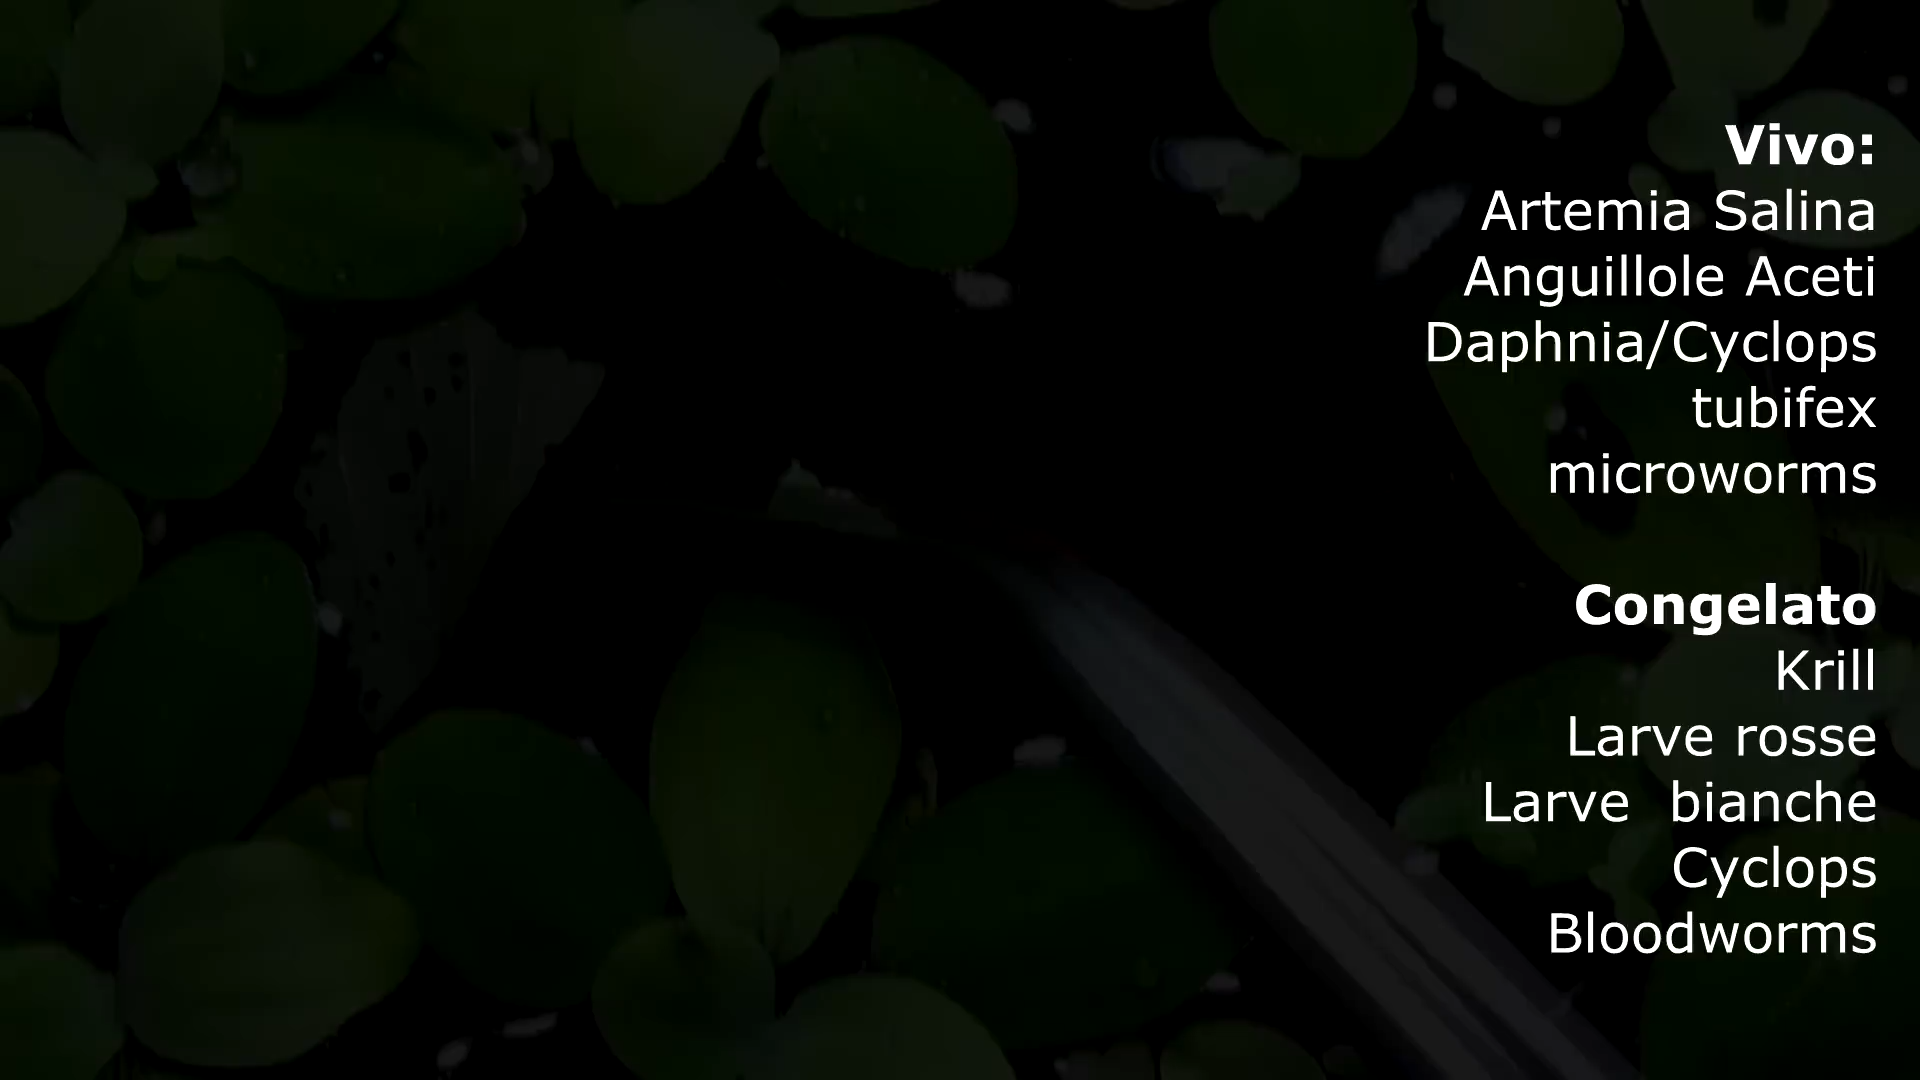 Vivo:
Artemia Salina
Anguillole Aceti
Daphnia/Cyclops
tubifex
microworms
Congelato
Krill
Larve rosse
Larve  bianche
Cyclops
Bloodworms